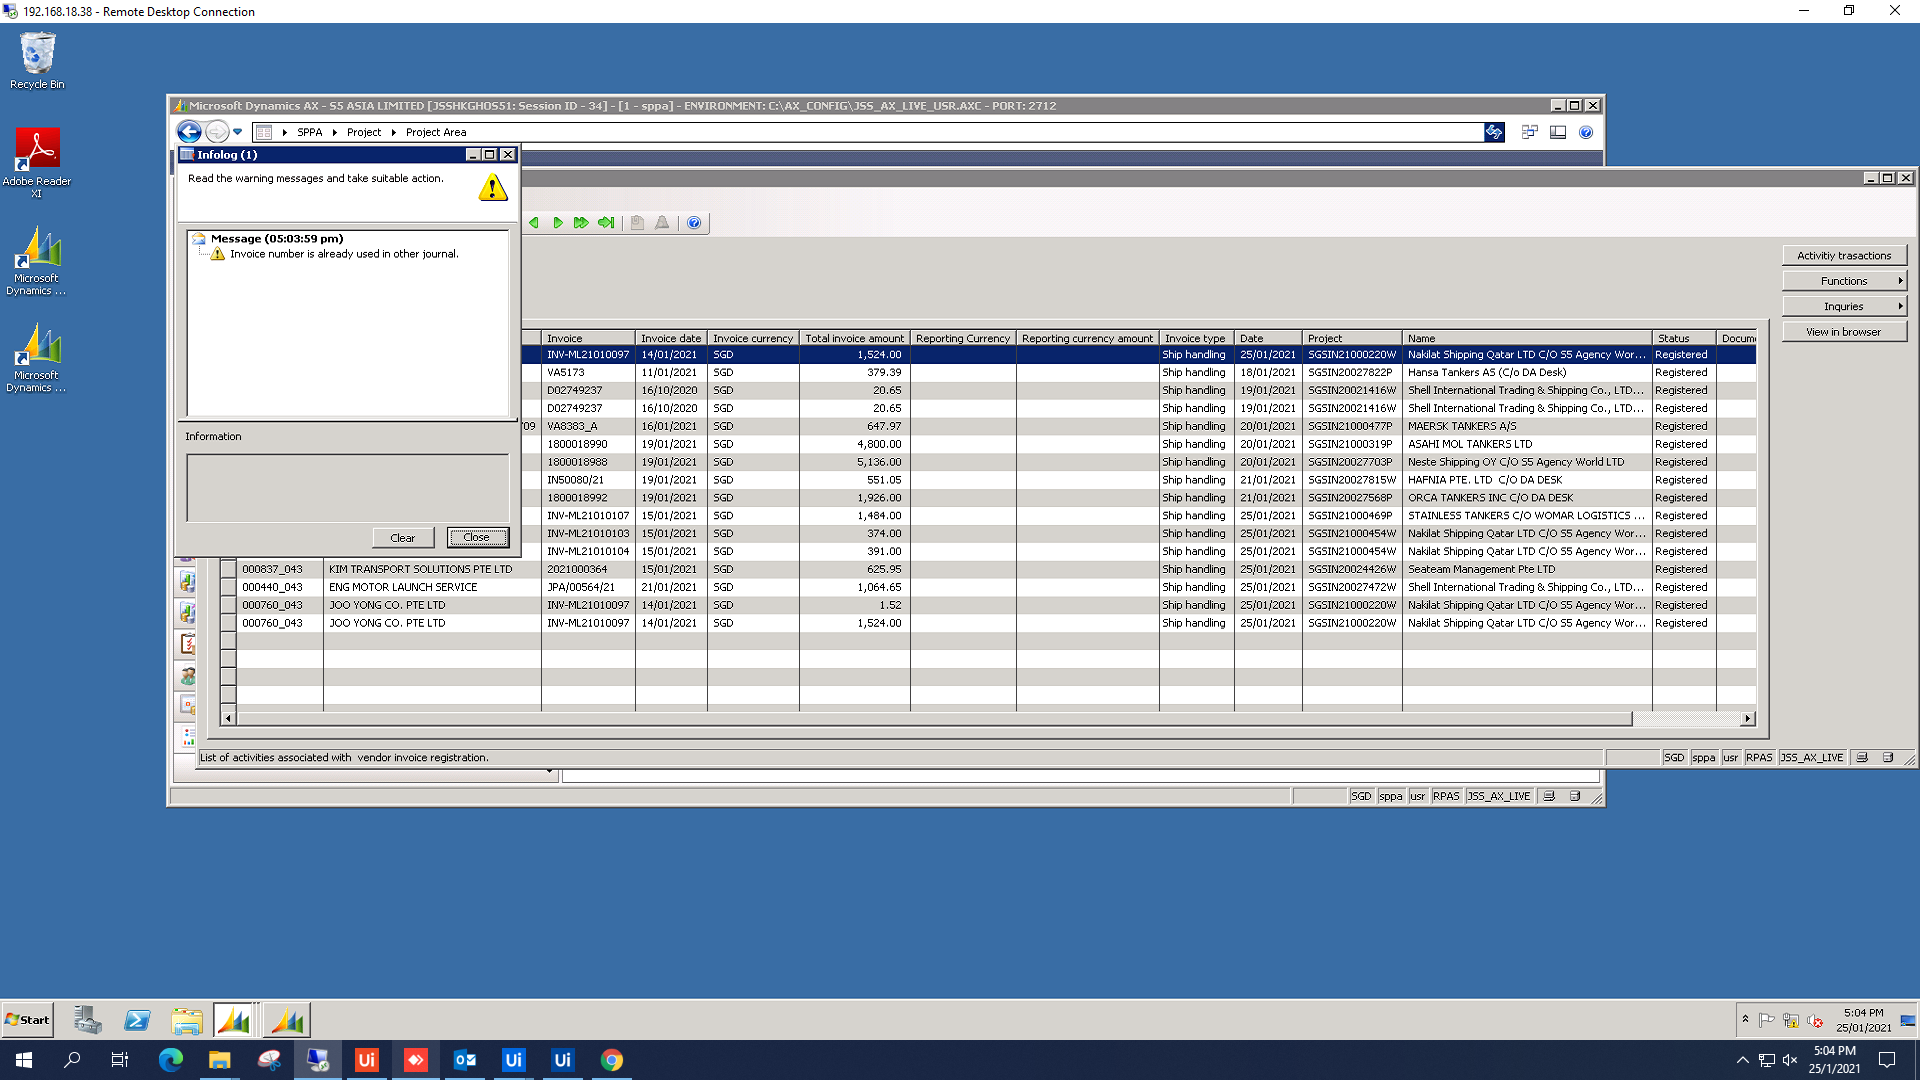 192.168.18.38 - Remote Desktop Connection
Recycle Bin
Adobe Reader XI
Microsoft Dynamics ...
Microsoft Dynamics ...
Microsoft Dynamics AX - S5 ASIA LIMITED [JSSHKGHOS51: Session ID - 34] - [1 - sppa] - ENVIRONMENT: C:\AX_CONFIG\JSS_AX_LIVE_USR.AXC - PORT: 2712
SPPA Project Project Area
Infolog (1)
Read the warning messages and take suitable action.
Message (05:03:59 pm)
Invoice number is already used in other journal.
Information
Clear Close
Activitiy trasactions
Functions
Inquries
View in browser
Invoice Invoice date Invoice currency Total invoice amount Reporting Currency Reporting currency amount Invoice type Date Project Name Status Docume
INV-ML21010097 14/01/2021 SGD 1,524.00 Ship handling 25/01/2021 SGSIN21000220W Nakilat Shipping Qatar LTD C/O S5 Agency Wor... Registered
VA5173 11/01/2021 SGD 379.39 Ship handling 18/01/2021 SGSIN20027822P Hansa Tankers AS (C/o DA Desk) Registered
D02749237 16/10/2020 SGD 20.65 Ship handling 19/01/2021 SGSIN20021416W Shell International Trading & Shipping Co., LTD... Registered
D02749237 16/10/2020 SGD 20.65 Ship handling 19/01/2021 SGSIN20021416W Shell International Trading & Shipping Co., LTD... Registered
09 VA8383_A 16/01/2021 SGD 647.97 Ship handling 20/01/2021 SGSIN21000477P MAERSK TANKERS A/S Registered
1800018990 19/01/2021 SGD 4,800.00 Ship handling 20/01/2021 SGSIN21000319P ASAHI MOL TANKERS LTD Registered
1800018988 19/01/2021 SGD 5,136.00 Ship handling 20/01/2021 SGSIN20027703P Neste Shipping OY C/O S5 Agency World LTD Registered
IN50080/21 19/01/2021 SGD 551.05 Ship handling 21/01/2021 SGSIN20027815W HAFNIA PTE. LTD C/O DA DESK Registered
1800018992 19/01/2021 SGD 1,926.00 Ship handling 21/01/2021 SGSIN20027568P ORCA TANKERS INC C/O DA DESK Registered
INV-ML21010107 15/01/2021 SGD 1,484.00 Ship handling 25/01/2021 SGSIN21000469P STAINLESS TANKERS C/O WOMAR LOGISTICS ... Registered
INV-ML21010103 15/01/2021 SGD 374.00 Ship handling 25/01/2021 SGSIN21000454W Nakilat Shipping Qatar LTD C/O S5 Agency Wor... Registered
INV-ML21010104 15/01/2021 SGD 391.00 Ship handling 25/01/2021 SGSIN21000454W Nakilat Shipping Qatar LTD C/O S5 Agency Wor... Registered
000837_043 KIM TRANSPORT SOLUTIONS PTE LTD 2021000364 15/01/2021 SGD 625.95 Ship handling 25/01/2021 SGSIN20024426W Seateam Management Pte LTD Registered
000440_043 ENG MOTOR LAUNCH SERVICE JPA/00564/21 21/01/2021 SGD 1,064.65 Ship handling 25/01/2021 SGSIN20027472W Shell International Trading & Shipping Co., LTD... Registered
000760_043 JOO YONG CO. PTE LTD INV-ML21010097 14/01/2021 SGD 1.52 Ship handling 25/01/2021 SGSIN21000220W Nakilat Shipping Qatar LTD C/O S5 Agency Wor... Registered
000760_043 JOO YONG CO. PTE LTD INV-ML21010097 14/01/2021 SGD 1,524.00 Ship handling 25/01/2021 SGSIN21000220W Nakilat Shipping Qatar LTD C/O S5 Agency Wor... Registered
List of activities associated with vendor invoice registration. SGD sppa usr RPAS JSS_AX_LIVE
SGD sppa usr RPAS JSS_AX_LIVE
Start
5:04 PM
25/01/2021
Ui Ui Ui
5:04 PM
25/1/2021